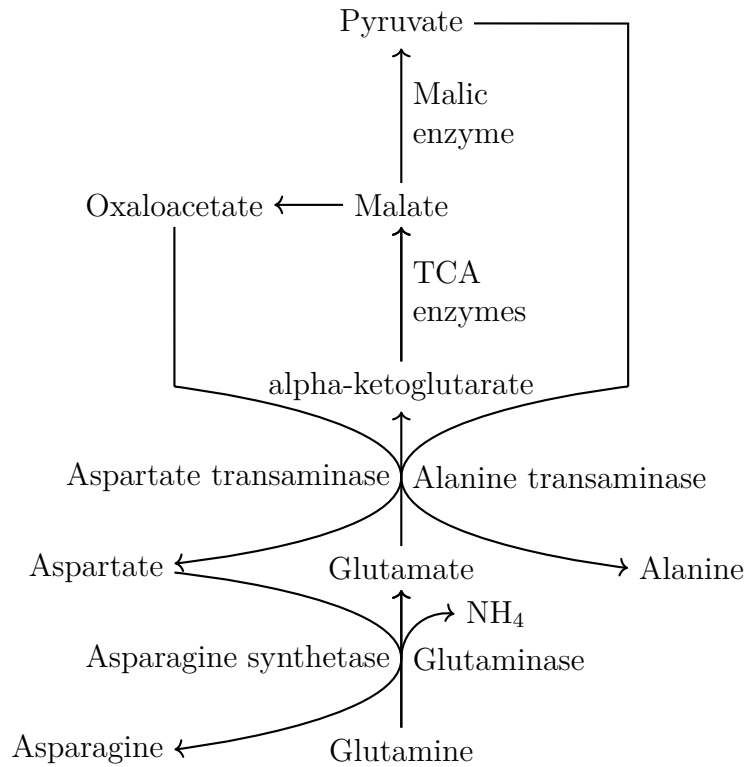 Pyruvate
Malic
enzyme
Oxaloacetate
Malate
TCA
enzymes
alpha-ketoglutarate
Aspartate transaminase
Alanine transaminase
Aspartate
Glutamate
Alanine
NH₄
Asparagine synthetase
Glutaminase
Asparagine
Glutamine